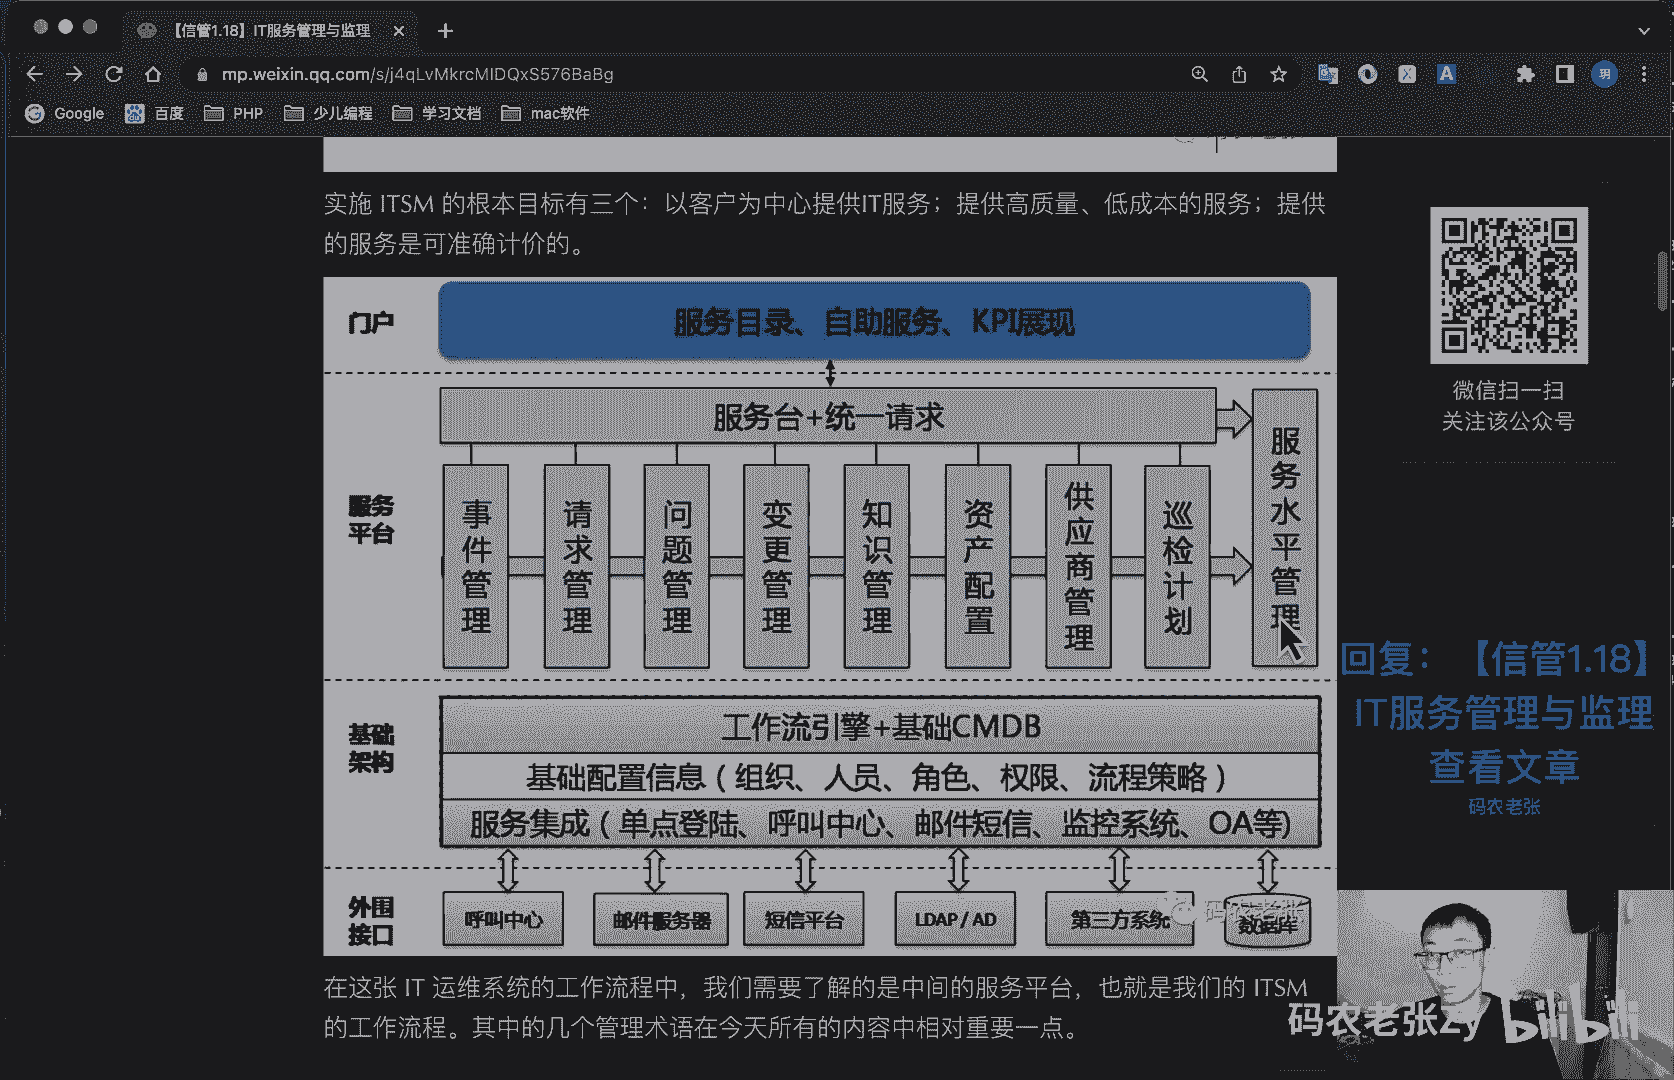 【信管1.18】IT服务管理与监理
mp.weixin.qq.com/s/j4qLvMkrcMIDQxS576BaBg
Google 百度 PHP 少儿编程 学习文档 mac软件
实施 ITSM 的根本目标有三个：以客户为中心提供IT服务；提供高质量、低成本的服务；提供
的服务是可准确计价的。
门户
服务目录、自助服务、KPI展现
服务台+统一请求
服务
平台
事件管理
请求管理
问题管理
变更管理
知识管理
资产配置
供应商管理
巡检计划
服务水平管理
基础
架构
工作流引擎+基础CMDB
基础配置信息（组织、人员、角色、权限、流程策略）
服务集成（单点登陆、呼叫中心、邮件短信、监控系统、OA等)
外围
接口
呼叫中心
邮件服务器
短信平台
LDAP / AD
第三方系统
数据库
码农老张
在这张 IT 运维系统的工作流程中，我们需要了解的是中间的服务平台，也就是我们的 ITSM
的工作流程。其中的几个管理术语在今天所有的内容中相对重要一点。
微信扫一扫
关注该公众号
回复：【信管1.18】
IT服务管理与监理
查看文章
码农老张
码农老张Zy bilibili